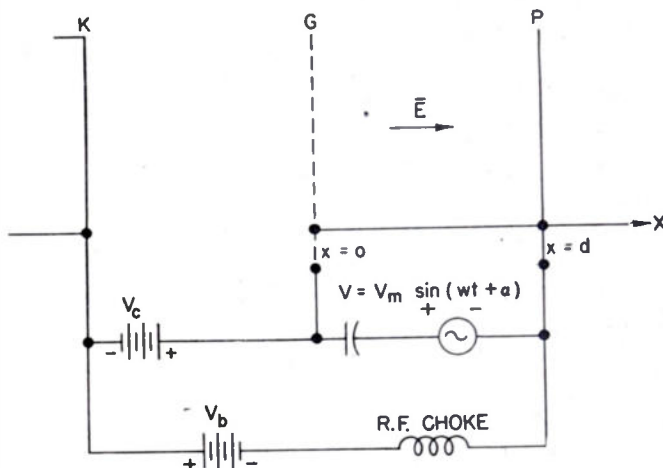 K G P
Ē
X
x = o x = d
V = Vm sin (wt + a)
+ -
Vc
- +
Vb
+ -
R.F. CHOKE